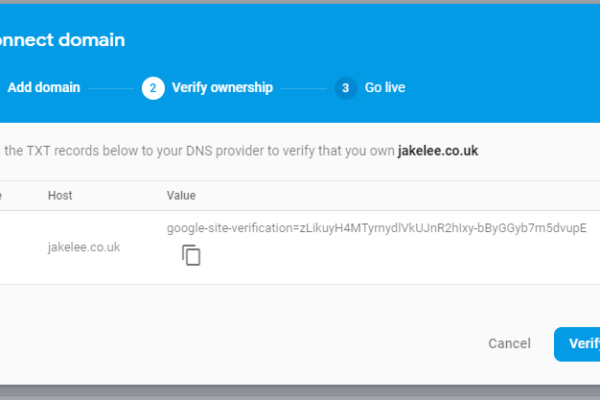 onnect domain
Add domain 2 Verify ownership 3 Go live
the TXT records below to your DNS provider to verify that you own jakelee.co.uk
e Host Value
google-site-verification=zLikuyH4MTyrnydlVkUJnR2hIxy-bByGGyb7m5dvupE
jakelee.co.uk
Cancel Verify